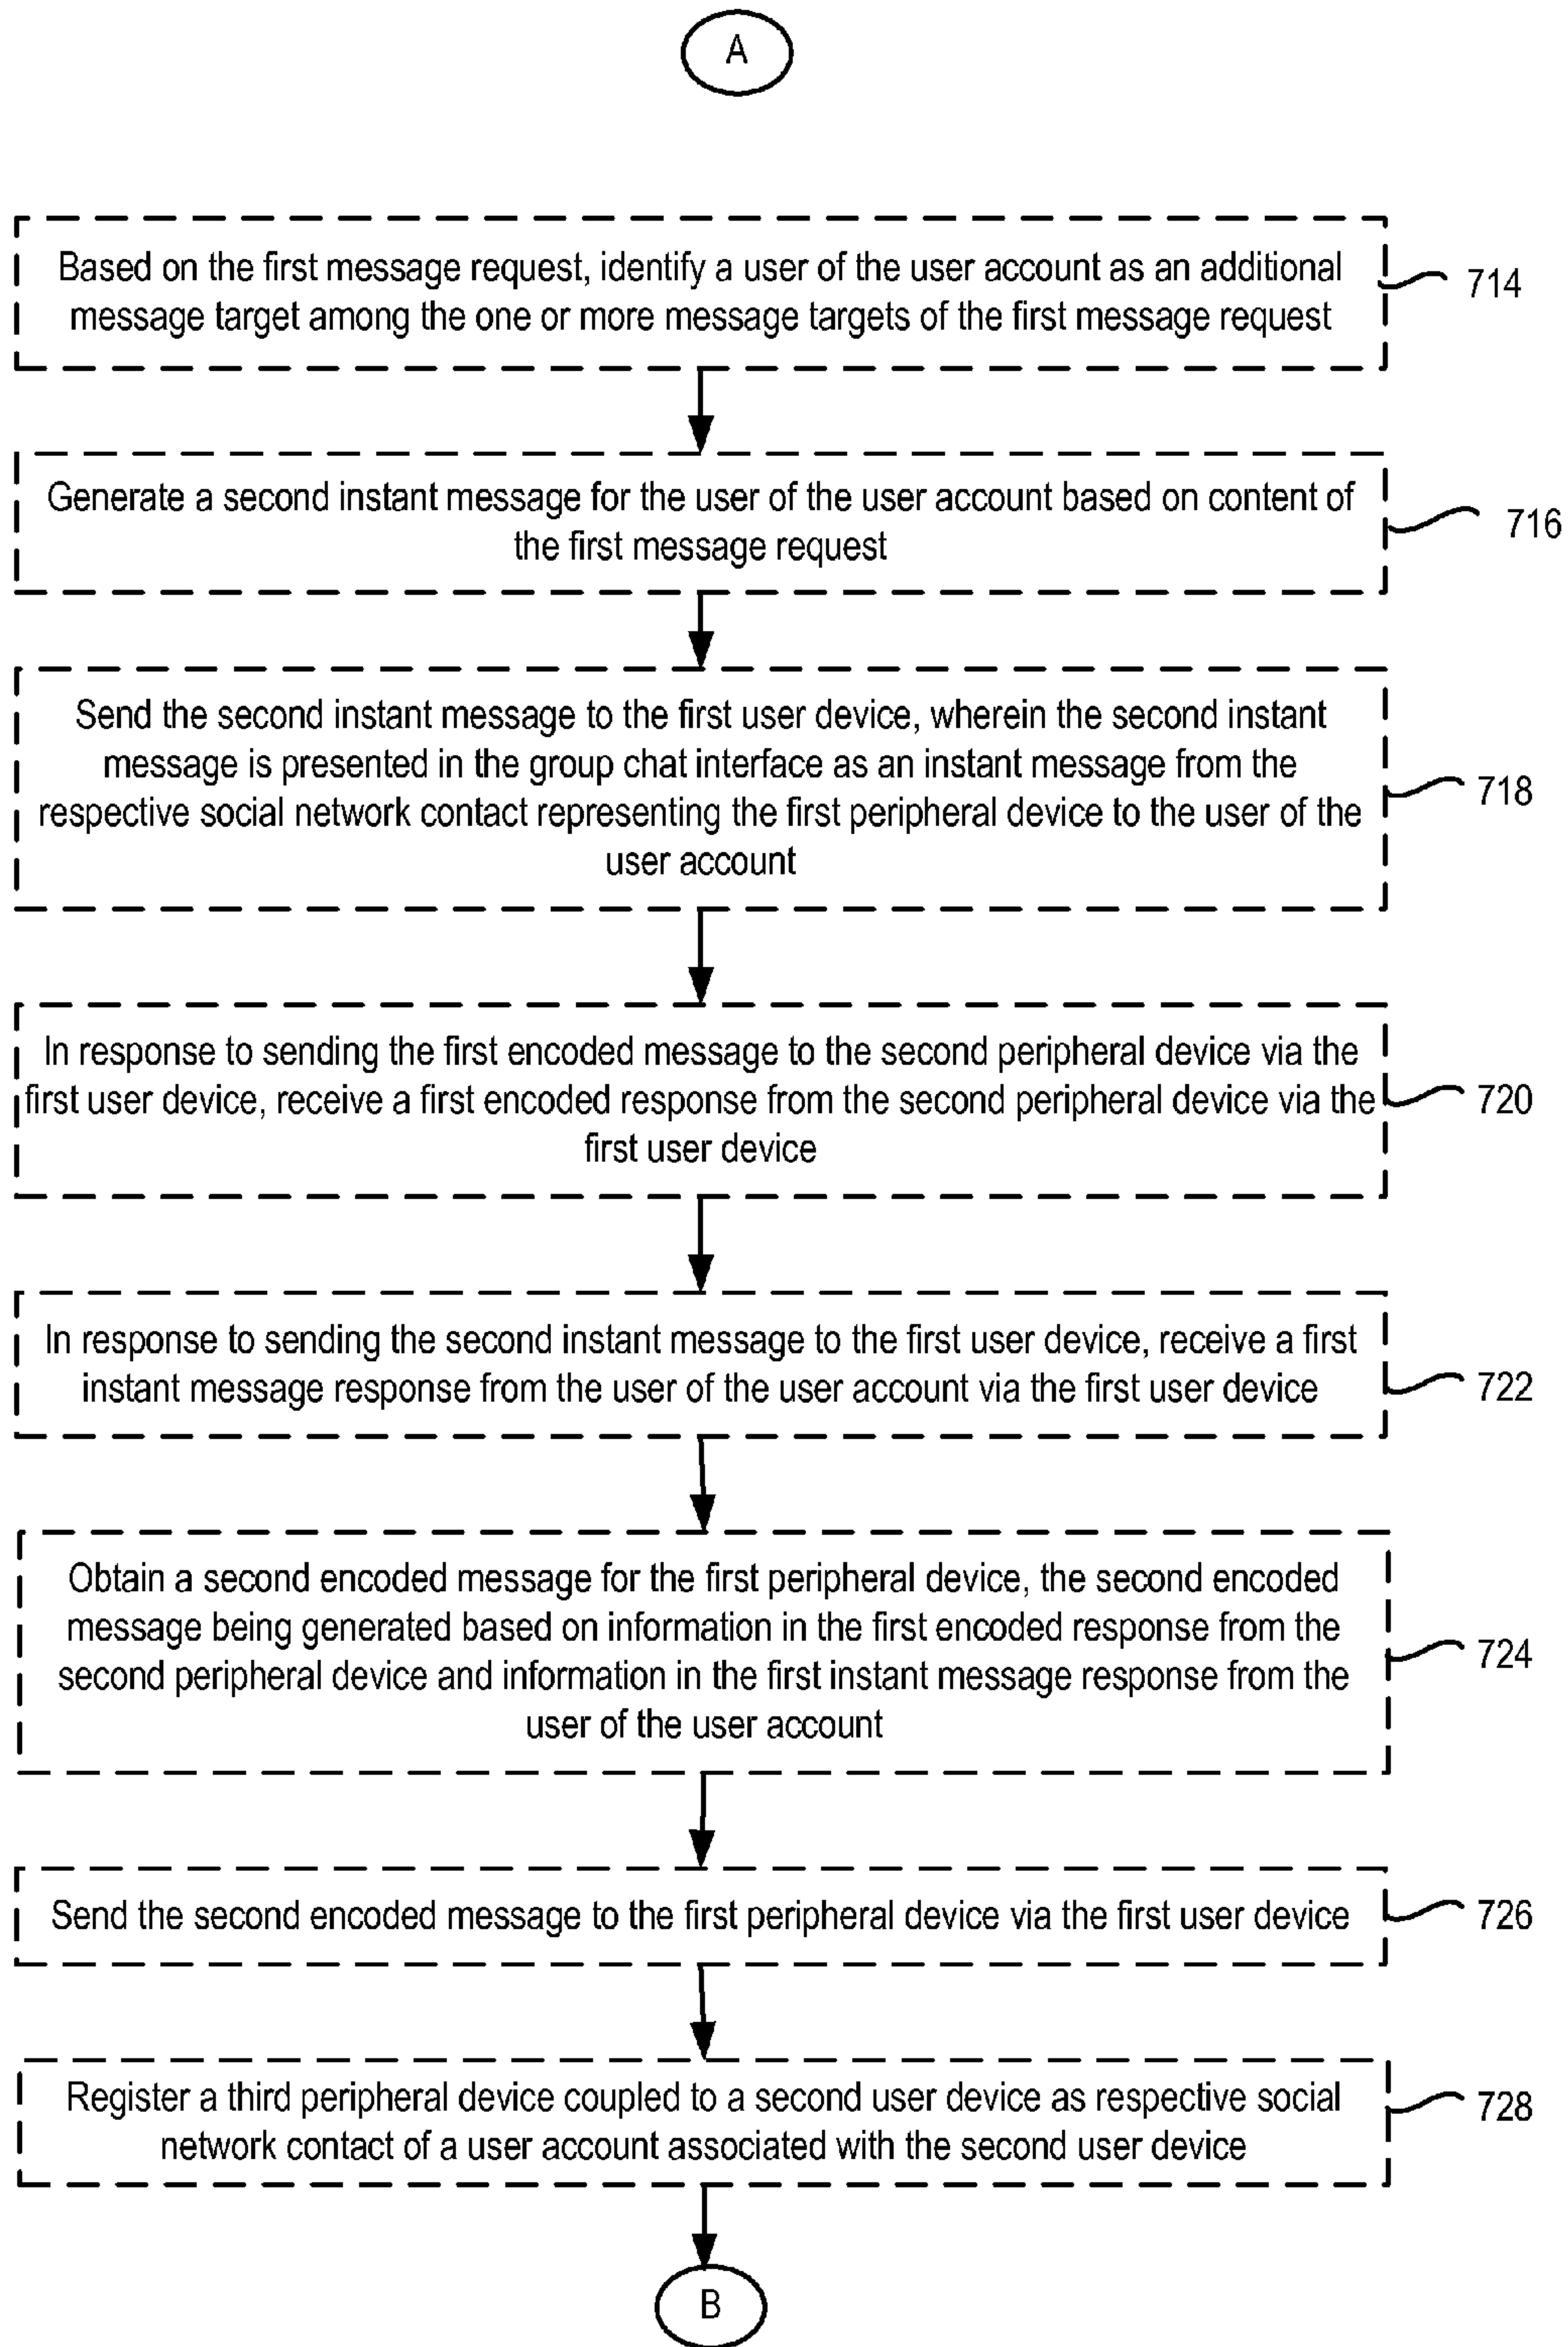 A
Based on the first message request, identify a user of the user account as an additional
message target among the one or more message targets of the first message request
714
Generate a second instant message for the user of the user account based on content of
the first message request
716
Send the second instant message to the first user device, wherein the second instant
message is presented in the group chat interface as an instant message from the
respective social network contact representing the first peripheral device to the user of the
user account
718
In response to sending the first encoded message to the second peripheral device via the
first user device, receive a first encoded response from the second peripheral device via the
first user device
720
In response to sending the second instant message to the first user device, receive a first
instant message response from the user of the user account via the first user device
722
Obtain a second encoded message for the first peripheral device, the second encoded
message being generated based on information in the first encoded response from the
second peripheral device and information in the first instant message response from the
user of the user account
724
Send the second encoded message to the first peripheral device via the first user device
726
Register a third peripheral device coupled to a second user device as respective social
network contact of a user account associated with the second user device
728
B